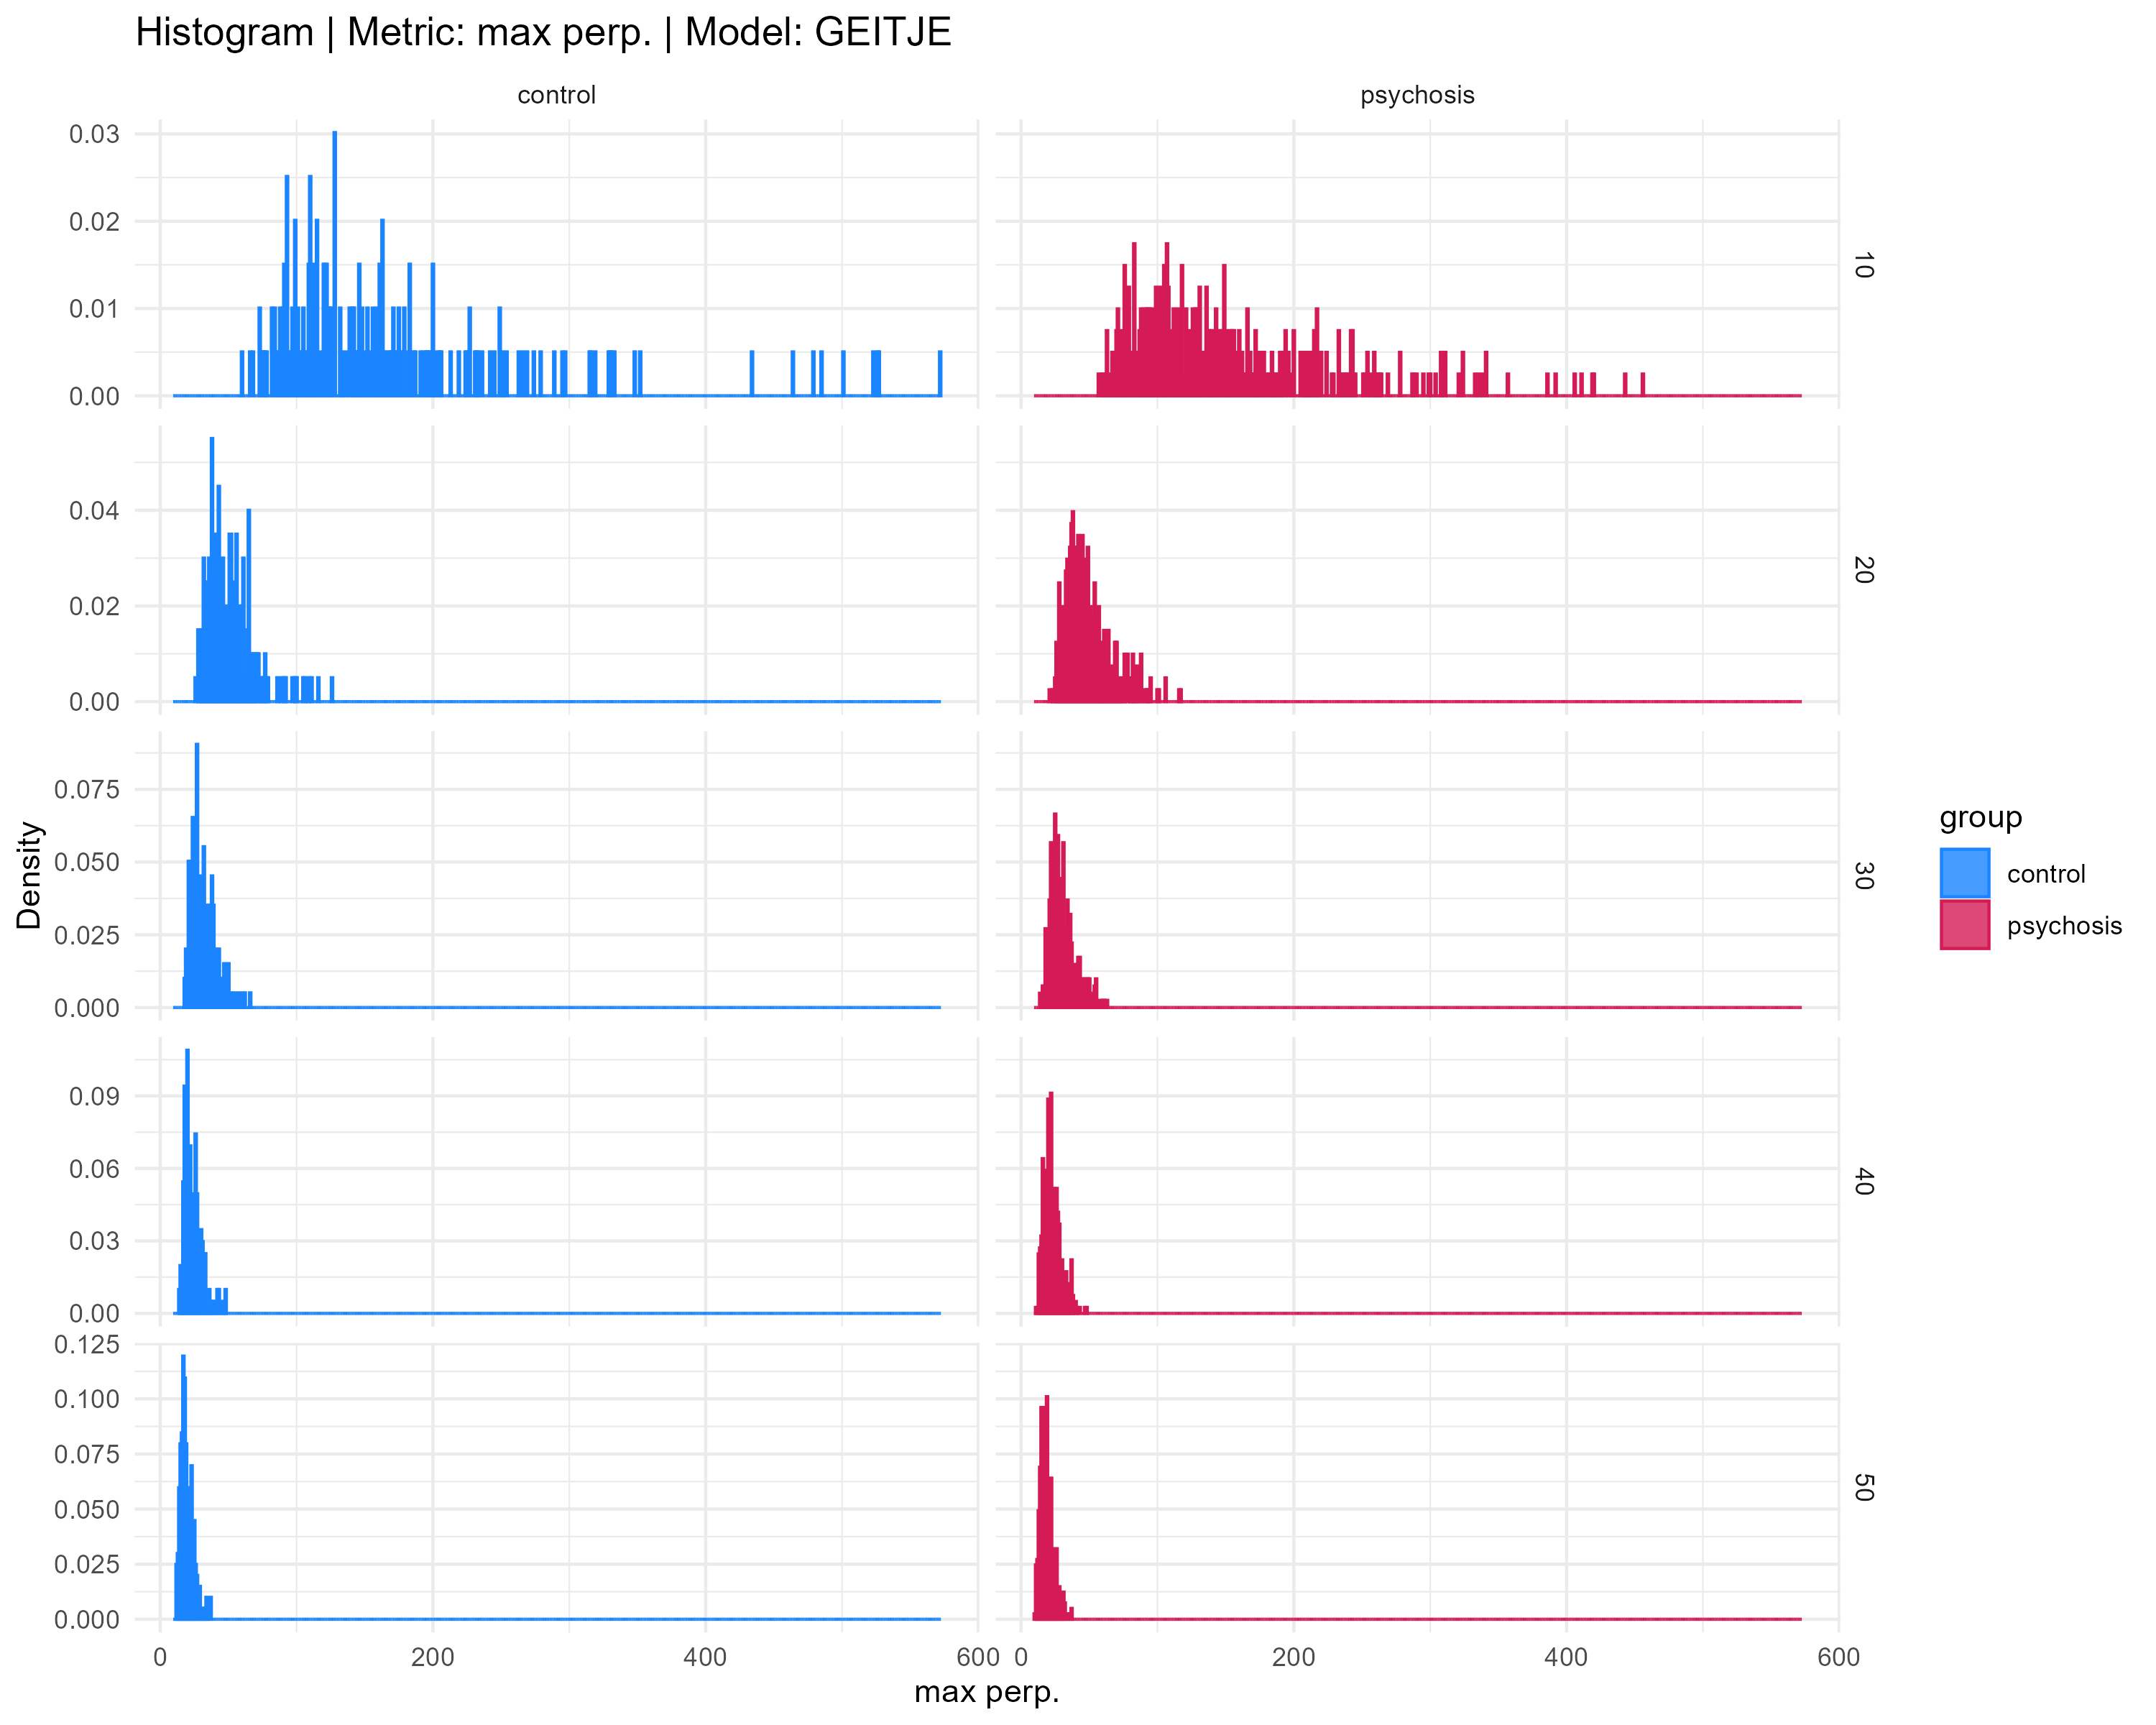 Histogram | Metric: max perp. | Model: GEITJE
control
psychosis
0.03
0.02
0.01
0.00
10
0.04
0.02
0.00
20
0.075
0.050
0.025
0.000
30
0.09
0.06
0.03
0.00
40
0.125
0.100
0.075
0.050
0.025
0.000
50
0 200 400 600 0 200 400 600
max perp.
Density
group
control
psychosis